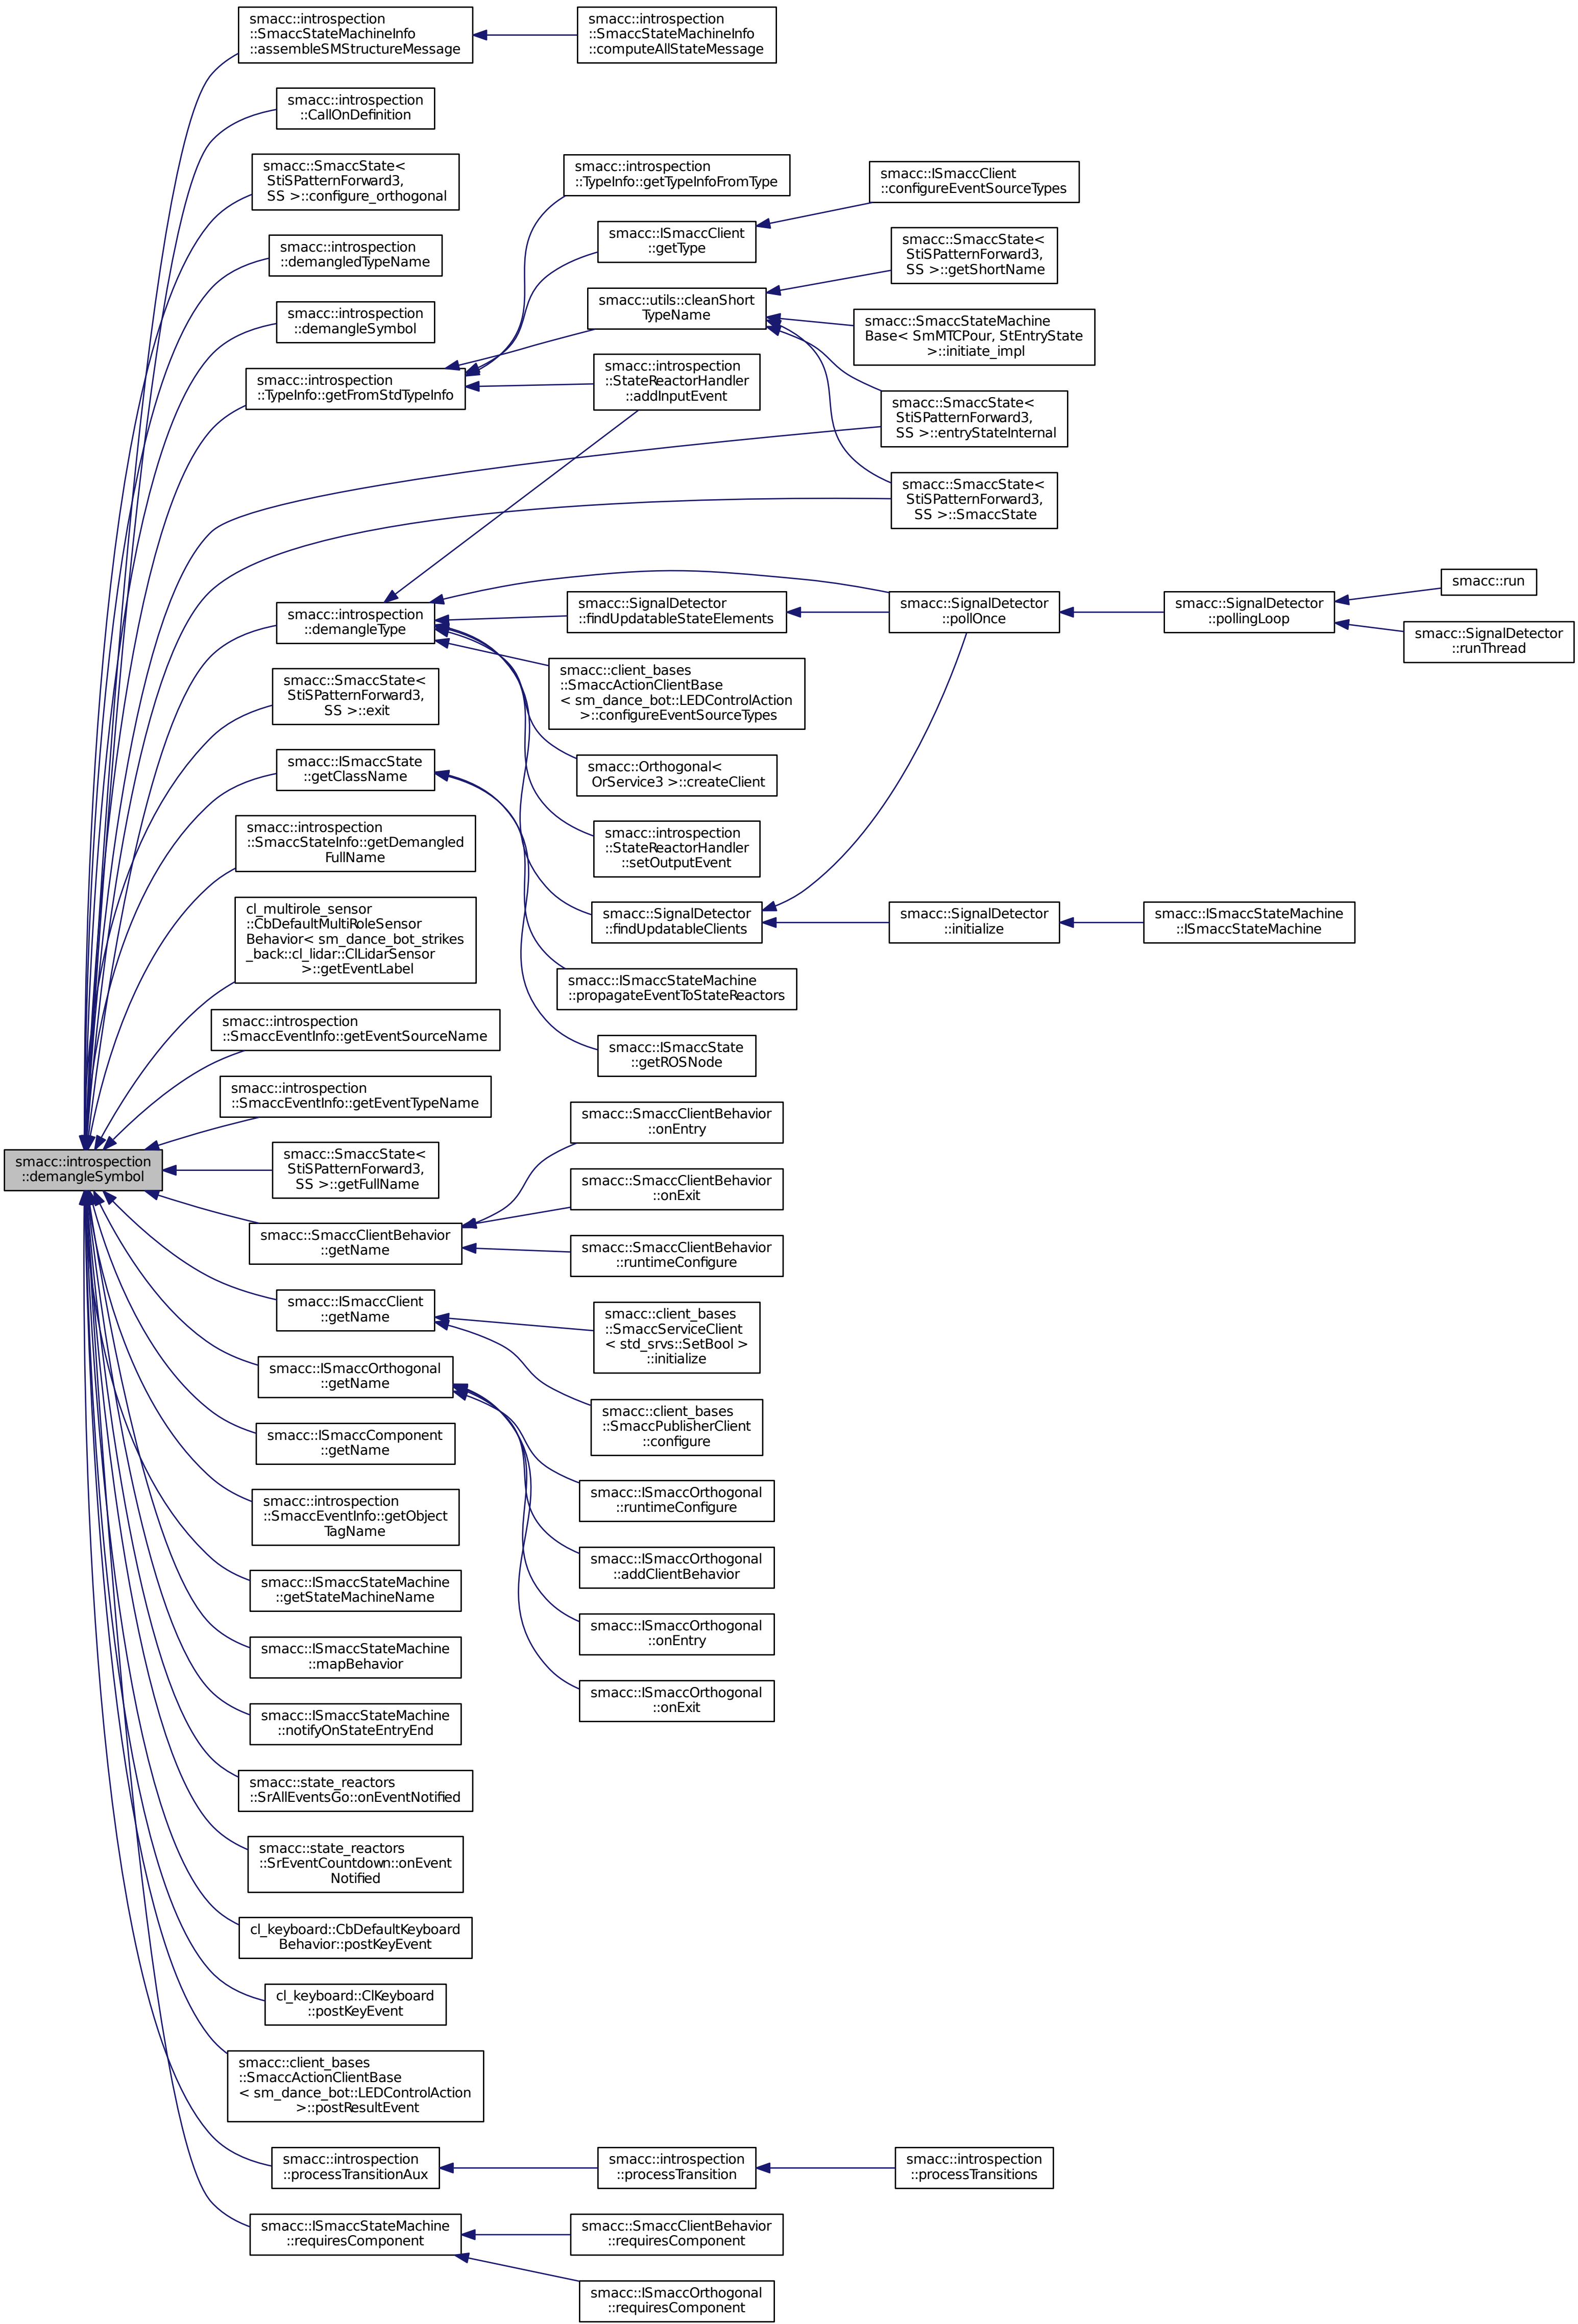 smacc::introspection
::SmaccStateMachineInfo
::assembleSMStructureMessage
smacc::introspection
::SmaccStateMachineInfo
::computeAllStateMessage
smacc::introspection
::CallOnDefinition
smacc::SmaccState<
StiSPatternForward3,
SS >::configure_orthogonal
smacc::introspection
::demangledTypeName
smacc::introspection
::demangleSymbol
smacc::introspection
::TypeInfo::getFromStdTypeInfo
smacc::introspection
::TypeInfo::getTypeInfoFromType
smacc::ISmaccClient
::getType
smacc::ISmaccClient
::configureEventSourceTypes
smacc::utils::cleanShort
TypeName
smacc::SmaccState<
StiSPatternForward3,
SS >::getShortName
smacc::SmaccStateMachine
Base< SmMTCPour, StEntryState
>::initiate_impl
smacc::introspection
::StateReactorHandler
::addInputEvent
smacc::SmaccState<
StiSPatternForward3,
SS >::entryStateInternal
smacc::SmaccState<
StiSPatternForward3,
SS >::SmaccState
smacc::introspection
::demangleType
smacc::SignalDetector
::findUpdatableStateElements
smacc::SignalDetector
::pollOnce
smacc::SignalDetector
::pollingLoop
smacc::run
smacc::SignalDetector
::runThread
smacc::client_bases
::SmaccActionClientBase
< sm_dance_bot::LEDControlAction
>::configureEventSourceTypes
smacc::SmaccState<
StiSPatternForward3,
SS >::exit
smacc::ISmaccState
::getClassName
smacc::Orthogonal<
OrService3 >::createClient
smacc::introspection
::StateReactorHandler
::setOutputEvent
smacc::introspection
::SmaccStateInfo::getDemangled
FullName
smacc::SignalDetector
::findUpdatableClients
smacc::SignalDetector
::initialize
smacc::ISmaccStateMachine
::ISmaccStateMachine
cl_multirole_sensor
::CbDefaultMultiRoleSensor
Behavior< sm_dance_bot_strikes
_back::cl_lidar::ClLidarSensor
>::getEventLabel
smacc::ISmaccStateMachine
::propagateEventToStateReactors
smacc::introspection
::SmaccEventInfo::getEventSourceName
smacc::ISmaccState
::getROSNode
smacc::introspection
::SmaccEventInfo::getEventTypeName
smacc::introspection
::demangleSymbol
smacc::SmaccState<
StiSPatternForward3,
SS >::getFullName
smacc::SmaccClientBehavior
::onEntry
smacc::SmaccClientBehavior
::onExit
smacc::SmaccClientBehavior
::getName
smacc::SmaccClientBehavior
::runtimeConfigure
smacc::ISmaccClient
::getName
smacc::client_bases
::SmaccServiceClient
< std_srvs::SetBool >
::initialize
smacc::ISmaccOrthogonal
::getName
smacc::client_bases
::SmaccPublisherClient
::configure
smacc::ISmaccComponent
::getName
smacc::ISmaccOrthogonal
::runtimeConfigure
smacc::introspection
::SmaccEventInfo::getObject
TagName
smacc::ISmaccOrthogonal
::addClientBehavior
smacc::ISmaccStateMachine
::getStateMachineName
smacc::ISmaccOrthogonal
::onEntry
smacc::ISmaccStateMachine
::mapBehavior
smacc::ISmaccOrthogonal
::onExit
smacc::ISmaccStateMachine
::notifyOnStateEntryEnd
smacc::state_reactors
::SrAllEventsGo::onEventNotified
smacc::state_reactors
::SrEventCountdown::onEvent
Notified
cl_keyboard::CbDefaultKeyboard
Behavior::postKeyEvent
cl_keyboard::ClKeyboard
::postKeyEvent
smacc::client_bases
::SmaccActionClientBase
< sm_dance_bot::LEDControlAction
>::postResultEvent
smacc::introspection
::processTransitionAux
smacc::introspection
::processTransition
smacc::introspection
::processTransitions
smacc::ISmaccStateMachine
::requiresComponent
smacc::SmaccClientBehavior
::requiresComponent
smacc::ISmaccOrthogonal
::requiresComponent